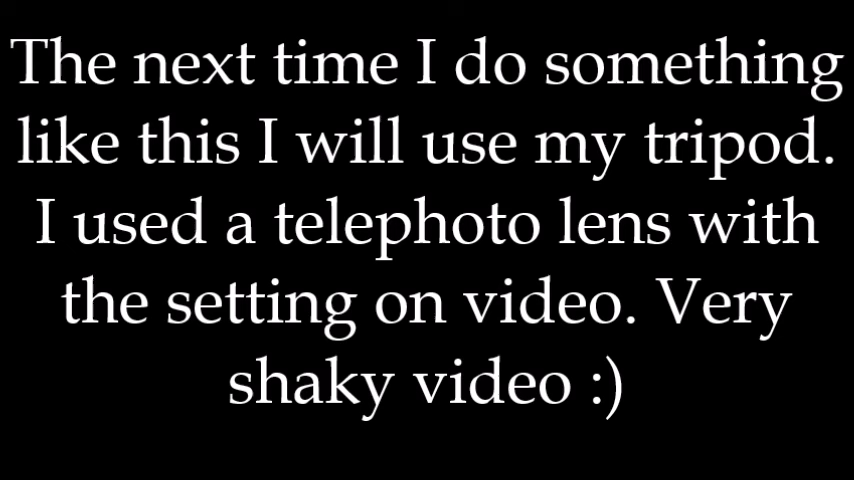 The next time I do something
like this I will use my tripod.
I used a telephoto lens with
the setting on video. Very
shaky video :)